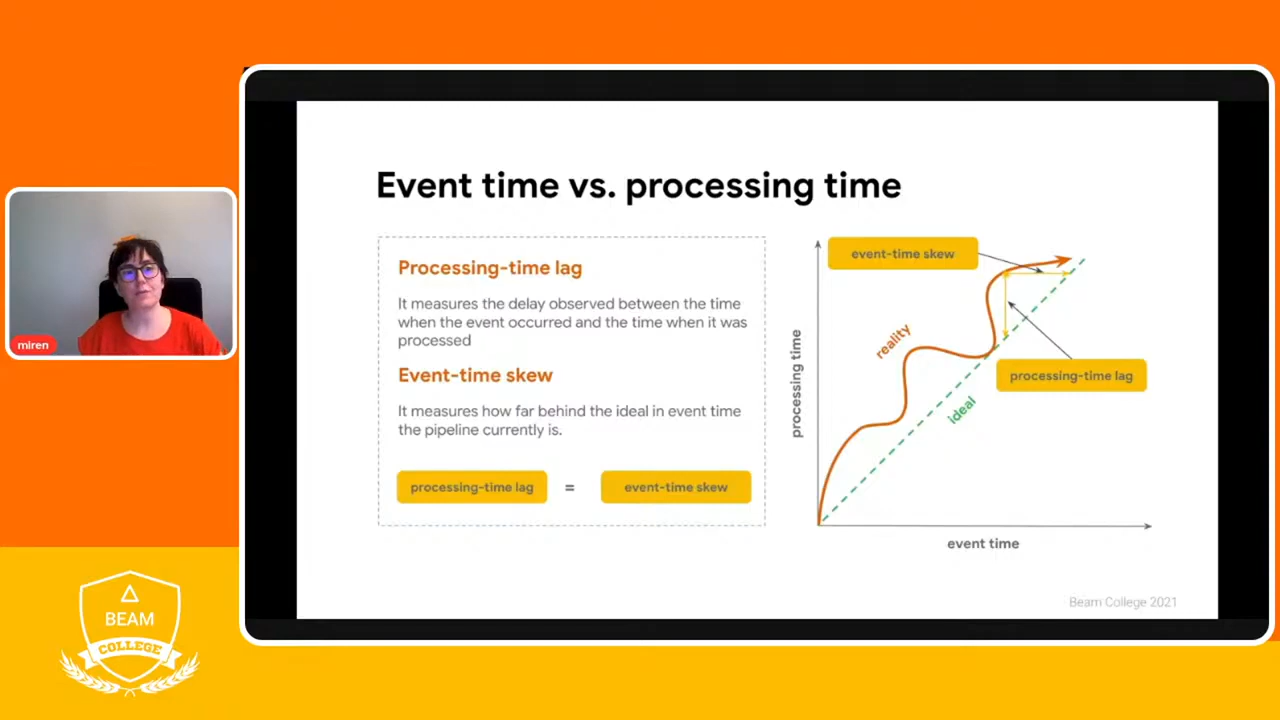 Event time vs. processing time
Processing-time lag
It measures the delay observed between the time
when the event occurred and the time when it was
processed
Event-time skew
It measures how far behind the ideal in event time
the pipeline currently is.
processing-time lag = event-time skew
event-time skew
reality
processing time
processing-time lag
ideal
event time
Beam College 2021
miren
BEAM
COLLEGE